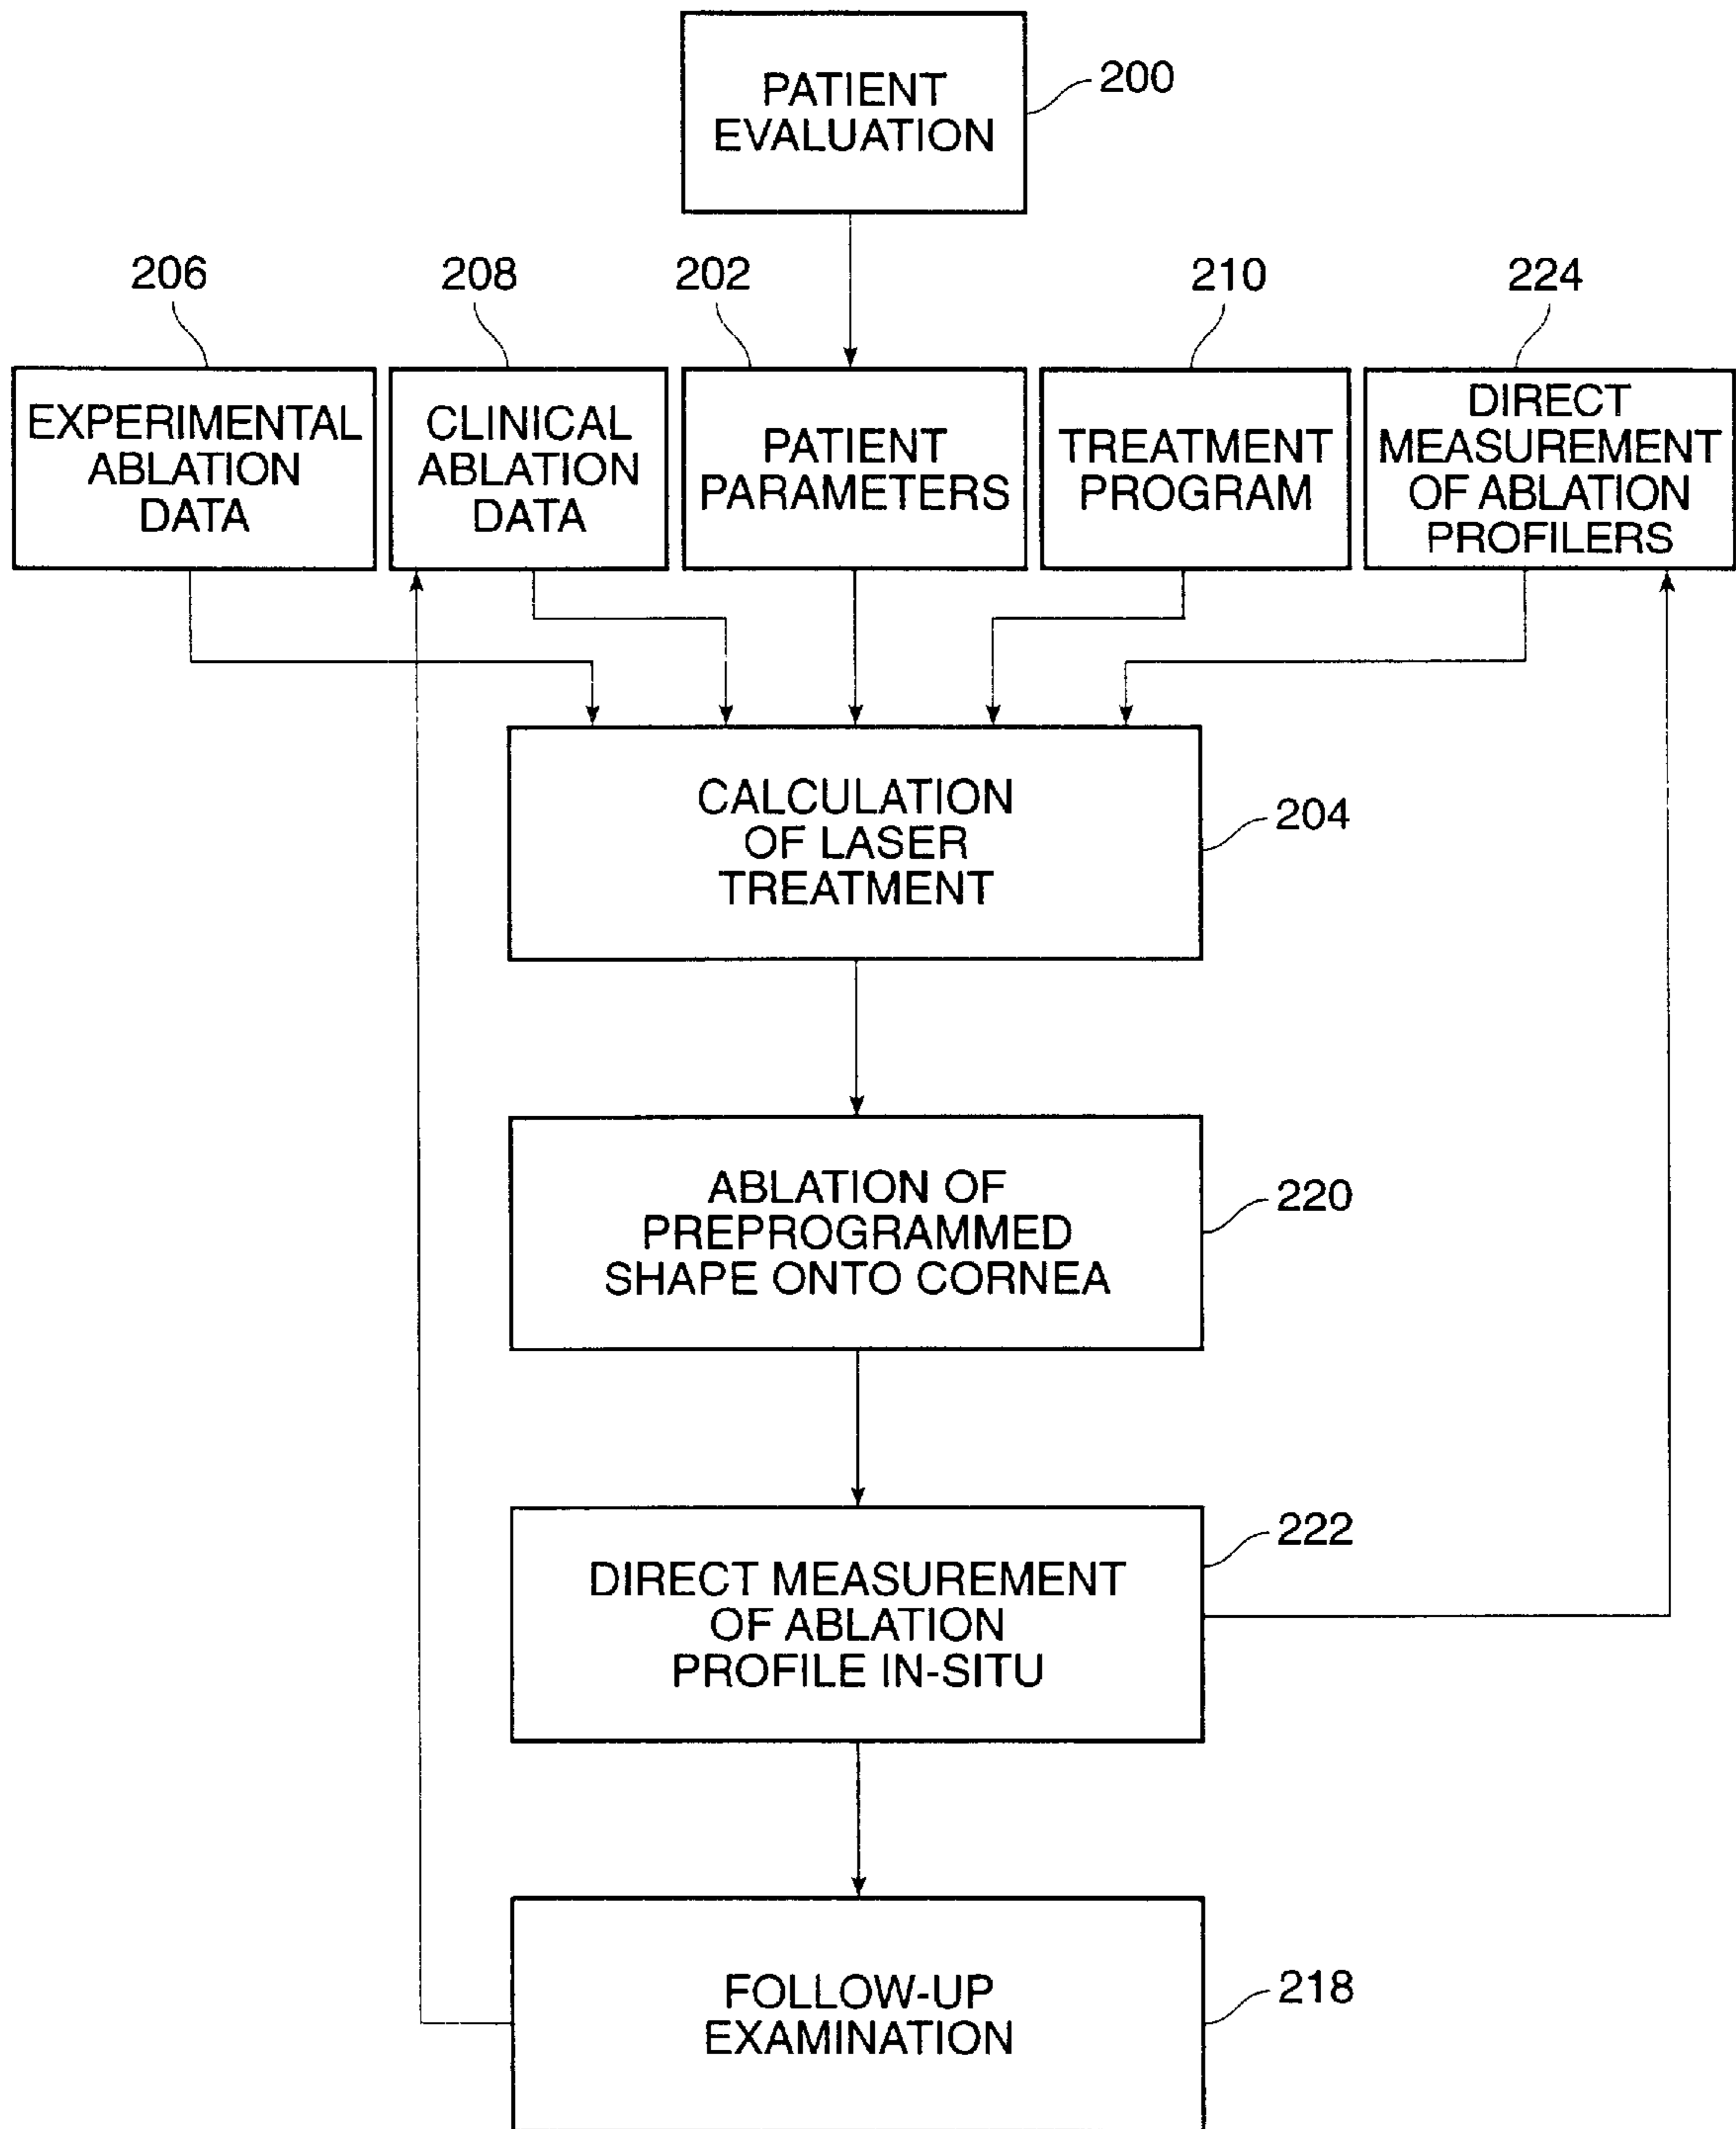 PATIENT
EVALUATION
200
206
208
202
210
224
EXPERIMENTAL
ABLATION
DATA
CLINICAL
ABLATION
DATA
PATIENT
PARAMETERS
TREATMENT
PROGRAM
DIRECT
MEASUREMENT
OF ABLATION
PROFILERS
CALCULATION
OF LASER
TREATMENT
204
ABLATION OF
PREPROGRAMMED
SHAPE ONTO CORNEA
220
DIRECT MEASUREMENT
OF ABLATION
PROFILE IN-SITU
222
FOLLOW-UP
EXAMINATION
218